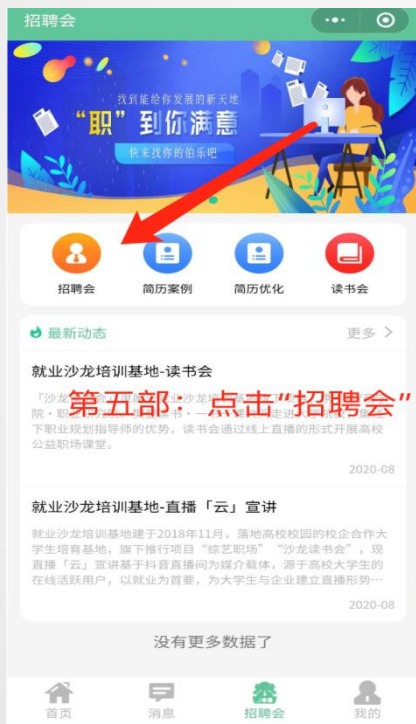 招聘会
找到能给你发展的新天地
“职”到你满意
快来找你的伯乐吧
招聘会 简历案例 简历优化 读书会
最新动态 更多 >
就业沙龙培训基地-读书会
第五部：点击“招聘会”
下职业规划指导师的优势，读书会通过线上直播的形式开展高校
公益职场课堂。
2020-08
就业沙龙培训基地-直播「云」宣讲
就业沙龙培训基地建于2018年11月，落地高校校园的校企合作大
学生培育基地，旗下推行项目“综艺职场”“沙龙读书会”，现
直播「云」宣讲基于抖音直播间为媒介载体，源于高校大学生的
在线活跃用户，以就业为首要，为大学生与企业建立直播形势…
2020-08
没有更多数据了
首页 消息 招聘会 我的